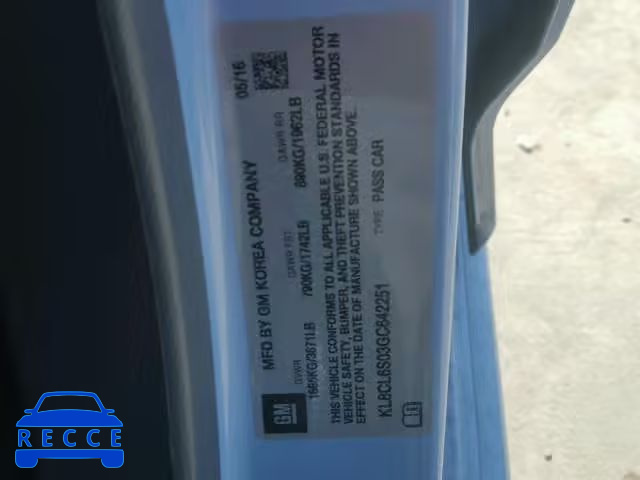 MFD BY GM KOREA COMPANY 05/16
GVWR GAWR FRT GAWR RR
1665KG/3671LB 790KG/1742LB 890KG/1962LB
THIS VEHICLE CONFORMS TO ALL APPLICABLE U.S. FEDERAL MOTOR
VEHICLE SAFETY, BUMPER, AND THEFT PREVENTION STANDARDS IN
EFFECT ON THE DATE OF MANUFACTURE SHOWN ABOVE.
KL8CL6S03GC642251 TYPE: PASS CAR
GM
RECCE